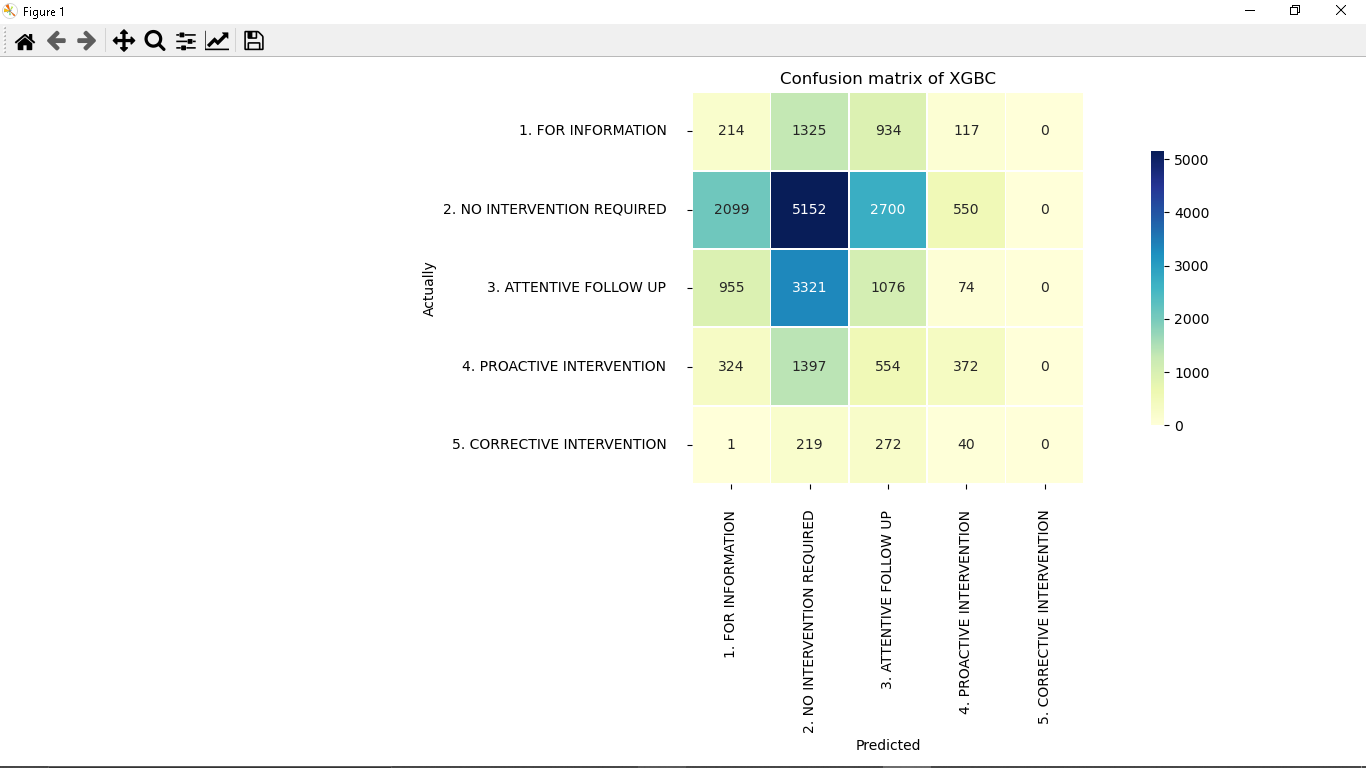 Figure 1
Confusion matrix of XGBC
1. FOR INFORMATION
214 1325 934 117 0
2. NO INTERVENTION REQUIRED
2099 5152 2700 550 0
3. ATTENTIVE FOLLOW UP
955 3321 1076 74 0
4. PROACTIVE INTERVENTION
324 1397 554 372 0
5. CORRECTIVE INTERVENTION
1 219 272 40 0
Actually
1. FOR INFORMATION
2. NO INTERVENTION REQUIRED
3. ATTENTIVE FOLLOW UP
4. PROACTIVE INTERVENTION
5. CORRECTIVE INTERVENTION
Predicted
5000
4000
3000
2000
1000
0